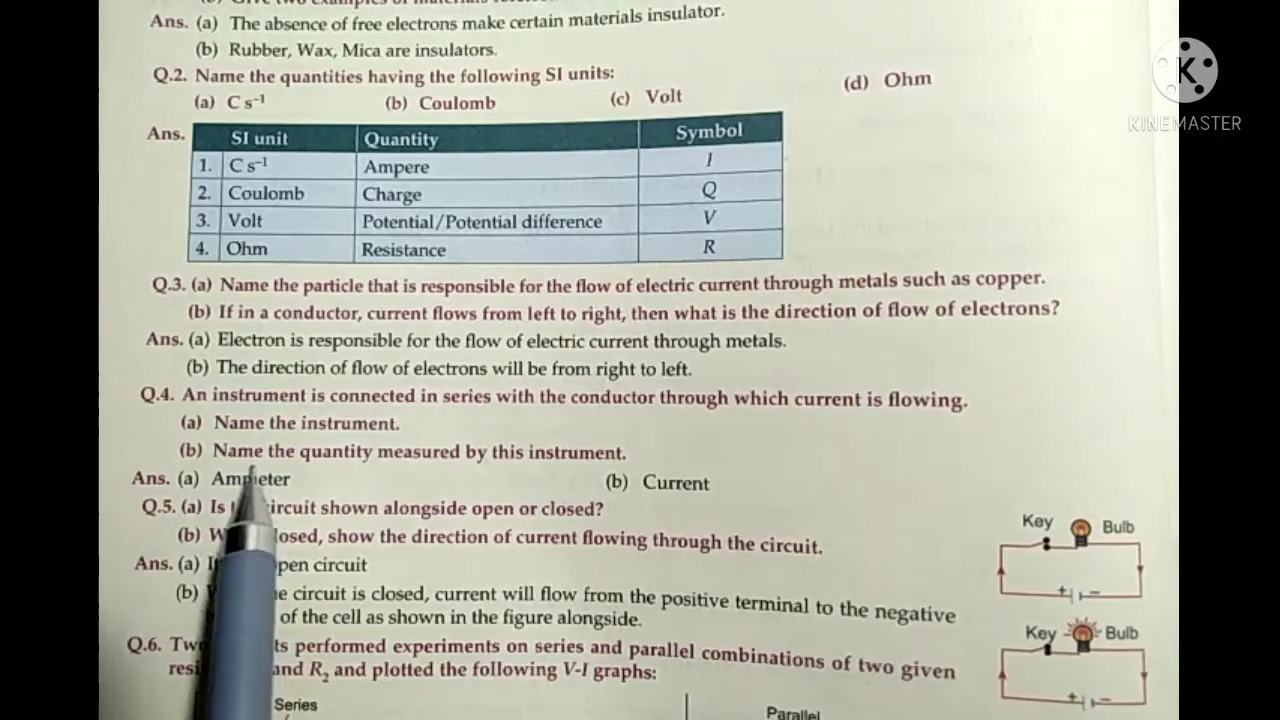 Ans. (a) The absence of free electrons make certain materials insulator.
(b) Rubber, Wax, Mica are insulators.
Q.2. Name the quantities having the following SI units:
(a) C s⁻¹ (b) Coulomb (c) Volt (d) Ohm
Ans. SI unit Quantity Symbol
1. C s⁻¹ Ampere I
2. Coulomb Charge Q
3. Volt Potential/Potential difference V
4. Ohm Resistance R
Q.3. (a) Name the particle that is responsible for the flow of electric current through metals such as copper.
(b) If in a conductor, current flows from left to right, then what is the direction of flow of electrons?
Ans. (a) Electron is responsible for the flow of electric current through metals.
(b) The direction of flow of electrons will be from right to left.
Q.4. An instrument is connected in series with the conductor through which current is flowing.
(a) Name the instrument.
(b) Name the quantity measured by this instrument.
Ans. (a) Ammeter (b) Current
Q.5. (a) Is circuit shown alongside open or closed?
(b) closed, show the direction of current flowing through the circuit.
Ans. (a) open circuit
(b) circuit is closed, current will flow from the positive terminal to the negative
of the cell as shown in the figure alongside.
Q.6. performed experiments on series and parallel combinations of two given
and R₂ and plotted the following V-I graphs:
Series Parallel
Key Bulb
+ −
Key Bulb
+ −
K
KINEMASTER